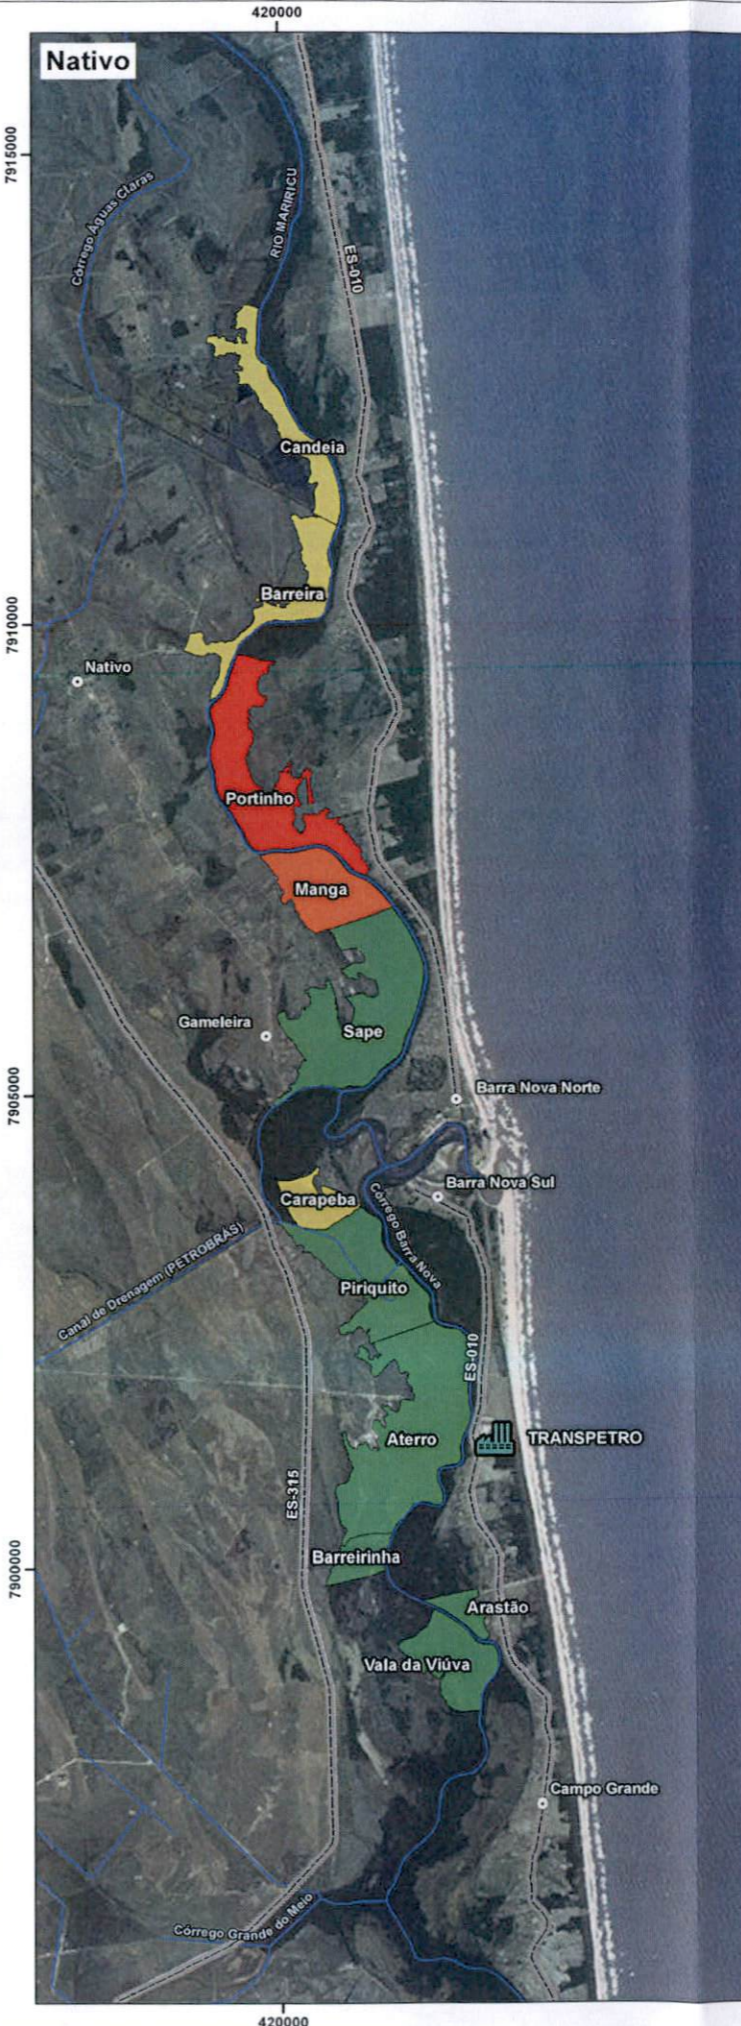 420000
Nativo
7915000
Córrego Águas Claras
RIO MARIRICU
ES-010
Candeia
Barreira
7910000
Nativo
Portinho
Manga
Gameleira
Sape
7905000
Barra Nova Norte
Barra Nova Sul
Carapeba
Córrego Barra Nova
Canal de Drenagem (PETROBRÁS)
Piriquito
ES-010
Aterro
TRANSPETRO
ES-315
Barreirinha
7900000
Arastão
Vala da Viúva
Campo Grande
Córrego Grande do Meio
420000